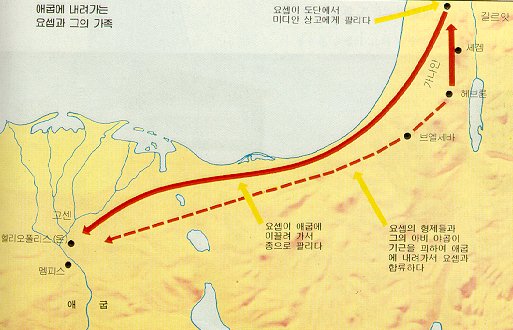 애굽에 내려가는
요셉과 그의 가족
요셉이 도단에서
미디안 상고에게 팔리다
길르앗
세겜
가나안
헤브론
브엘세바
고센
헬리오폴리스(온)
멤피스
애 굽
요셉이 애굽에
이끌려 가서
종으로 팔리다
요셉의 형제들과
그의 아비 야곱이
기근을 피하여 애굽
에 내려가서 요셉과
합류하다